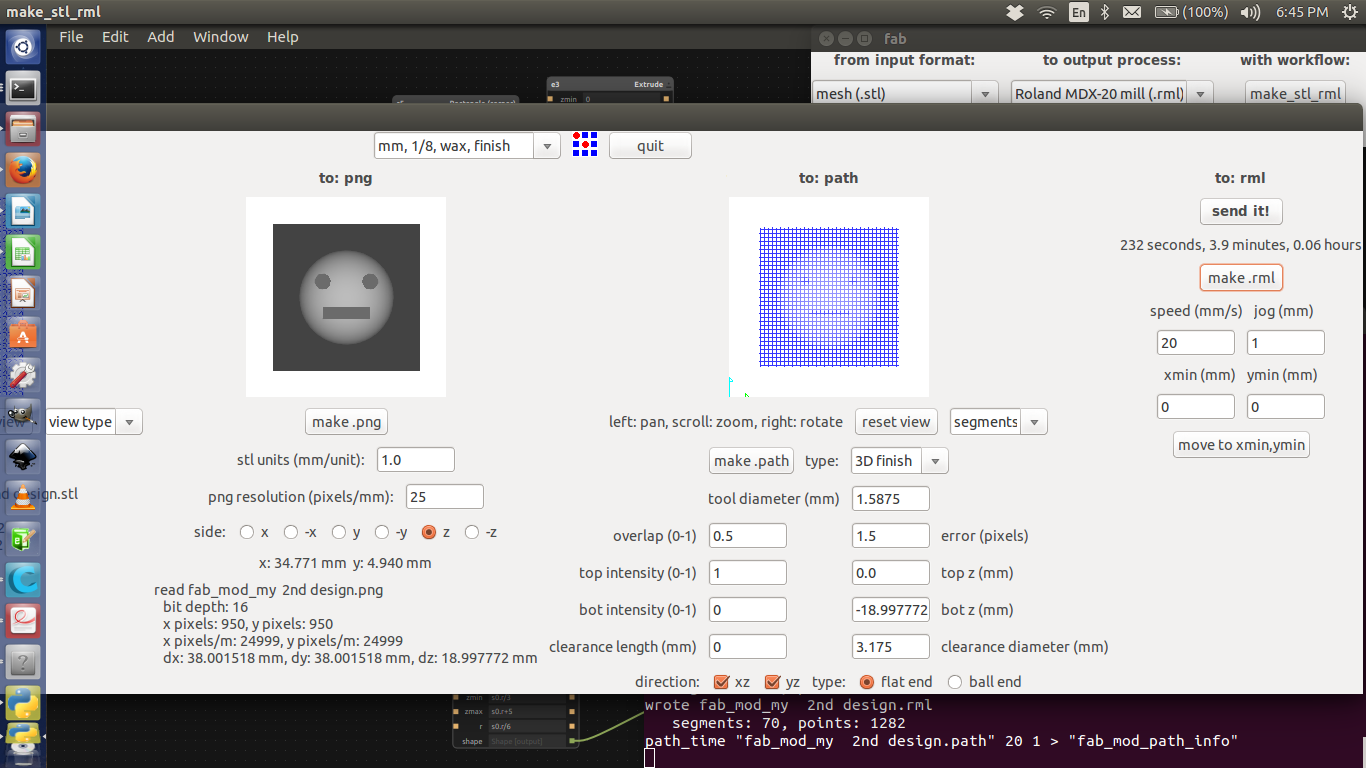 make_stl_rml
En
(100%)
6:45 PM
File Edit Add Window Help
fab
from input format: to output process: with workflow:
mesh (.stl) Roland MDX-20 mill (.rml) make_stl_rml
e3 Extrude
zmin 0
mm, 1/8, wax, finish quit
to: png to: path to: rml
send it!
232 seconds, 3.9 minutes, 0.06 hours
make .rml
speed (mm/s) jog (mm)
20 1
xmin (mm) ymin (mm)
0 0
move to xmin,ymin
view type make .png left: pan, scroll: zoom, right: rotate reset view segments
stl units (mm/unit): 1.0 make .path type: 3D finish
design.stl
png resolution (pixels/mm): 25 tool diameter (mm) 1.5875
side: x -x y -y z -z overlap (0-1) 0.5 1.5 error (pixels)
x: 34.771 mm y: 4.940 mm top intensity (0-1) 1 0.0 top z (mm)
read fab_mod_my 2nd design.png
bit depth: 16 bot intensity (0-1) 0 -18.997772 bot z (mm)
x pixels: 950, y pixels: 950
x pixels/m: 24999, y pixels/m: 24999 clearance length (mm) 0 3.175 clearance diameter (mm)
dx: 38.001518 mm, dy: 38.001518 mm, dz: 18.997772 mm
direction: xz yz type: flat end ball end
zmin s0.r/3
zmax s0.r+5
r s0.r/6
shape Shape [output]
wrote fab_mod_my 2nd design.rml
segments: 70, points: 1282
path_time "fab_mod_my 2nd design.path" 20 1 > "fab_mod_path_info"